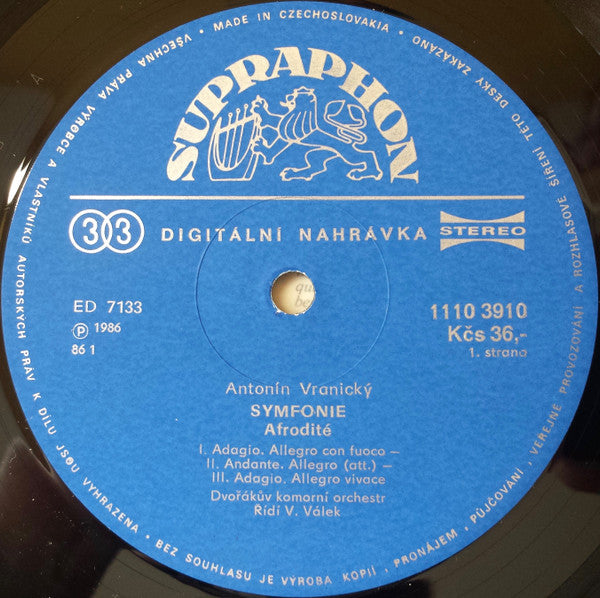 MADE IN CZECHOSLOVAKIA • VŠECHNA PRÁVA VÝROBCE A VLASTNÍKŮ AUTORSKÝCH PRÁV K DÍLU JSOU VYHRAZENA • BEZ SOUHLASU JE VÝROBA KOPIÍ, PRONÁJEM, PŮJČOVÁNÍ, VEŘEJNÉ PROVOZOVÁNÍ A ROZHLASOVÉ ŠÍŘENÍ TÉTO DESKY ZAKÁZÁNO •
A
SUPRAPHON
33 DIGITÁLNÍ NAHRÁVKA STEREO
ED 7133
Ⓟ 1986
86 1
1110 3910
Kčs 36,-
1. strana
Antonín Vranický
SYMFONIE
Afrodité
I. Adagio. Allegro con fuoco –
II. Andante. Allegro (att.) –
III. Adagio. Allegro vivace
Dvořákův komorní orchestr
Řídí V. Válek